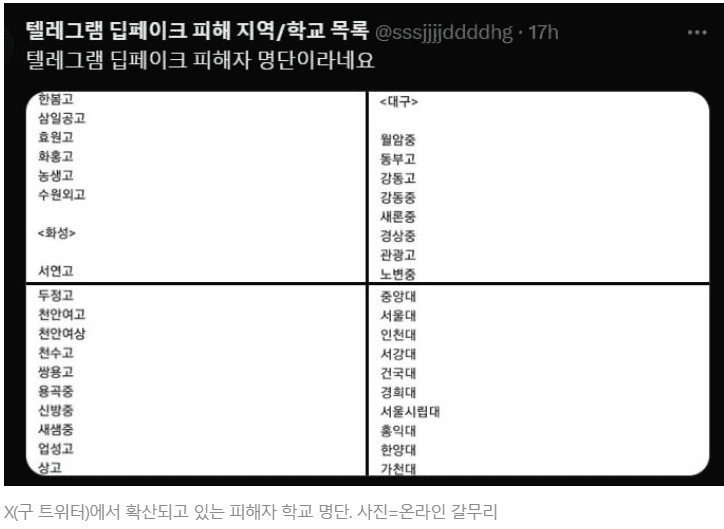 텔레그램 딥페이크 피해 지역/학교 목록 @sssjjjjddddhg · 17h
텔레그램 딥페이크 피해자 명단이라네요
한봄고
삼일공고
효원고
화홍고
농생고
수원외고
<화성>
서연고
<대구>
월암중
동부고
강동고
강동중
새론중
경상중
관광고
노변중
두정고
천안여고
천안여상
천수고
쌍용고
용곡중
신방중
새샘중
업성고
상고
중앙대
서울대
인천대
서강대
건국대
경희대
서울시립대
홍익대
한양대
가천대
X(구 트위터)에서 확산되고 있는 피해자 학교 명단. 사진=온라인 갈무리